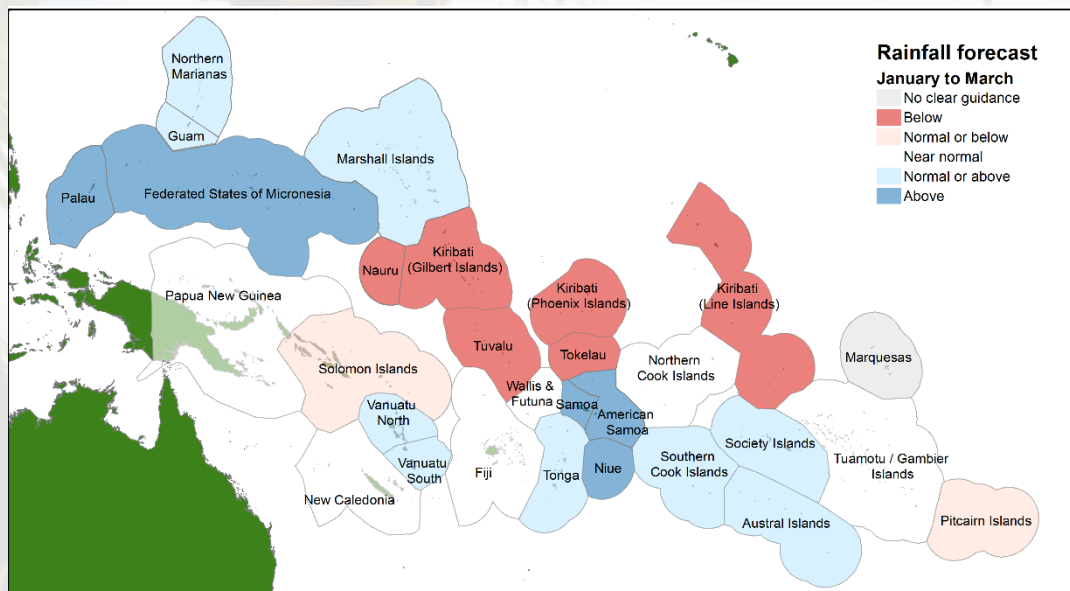 Rainfall forecast
January to March
No clear guidance
Below
Normal or below
Near normal
Normal or above
Above
Northern
Marianas
Guam
Marshall Islands
Palau
Federated States of Micronesia
Nauru
Kiribati
(Gilbert Islands)
Kiribati
(Phoenix Islands)
Kiribati
(Line Islands)
Papua New Guinea
Tuvalu
Tokelau
Northern
Cook Islands
Marquesas
Solomon Islands
Wallis &
Futuna
Samoa
American
Samoa
Vanuatu
North
Vanuatu
South
Fiji
Tonga
Niue
Southern
Cook Islands
Society Islands
Tuamotu / Gambier
Islands
New Caledonia
Austral Islands
Pitcairn Islands